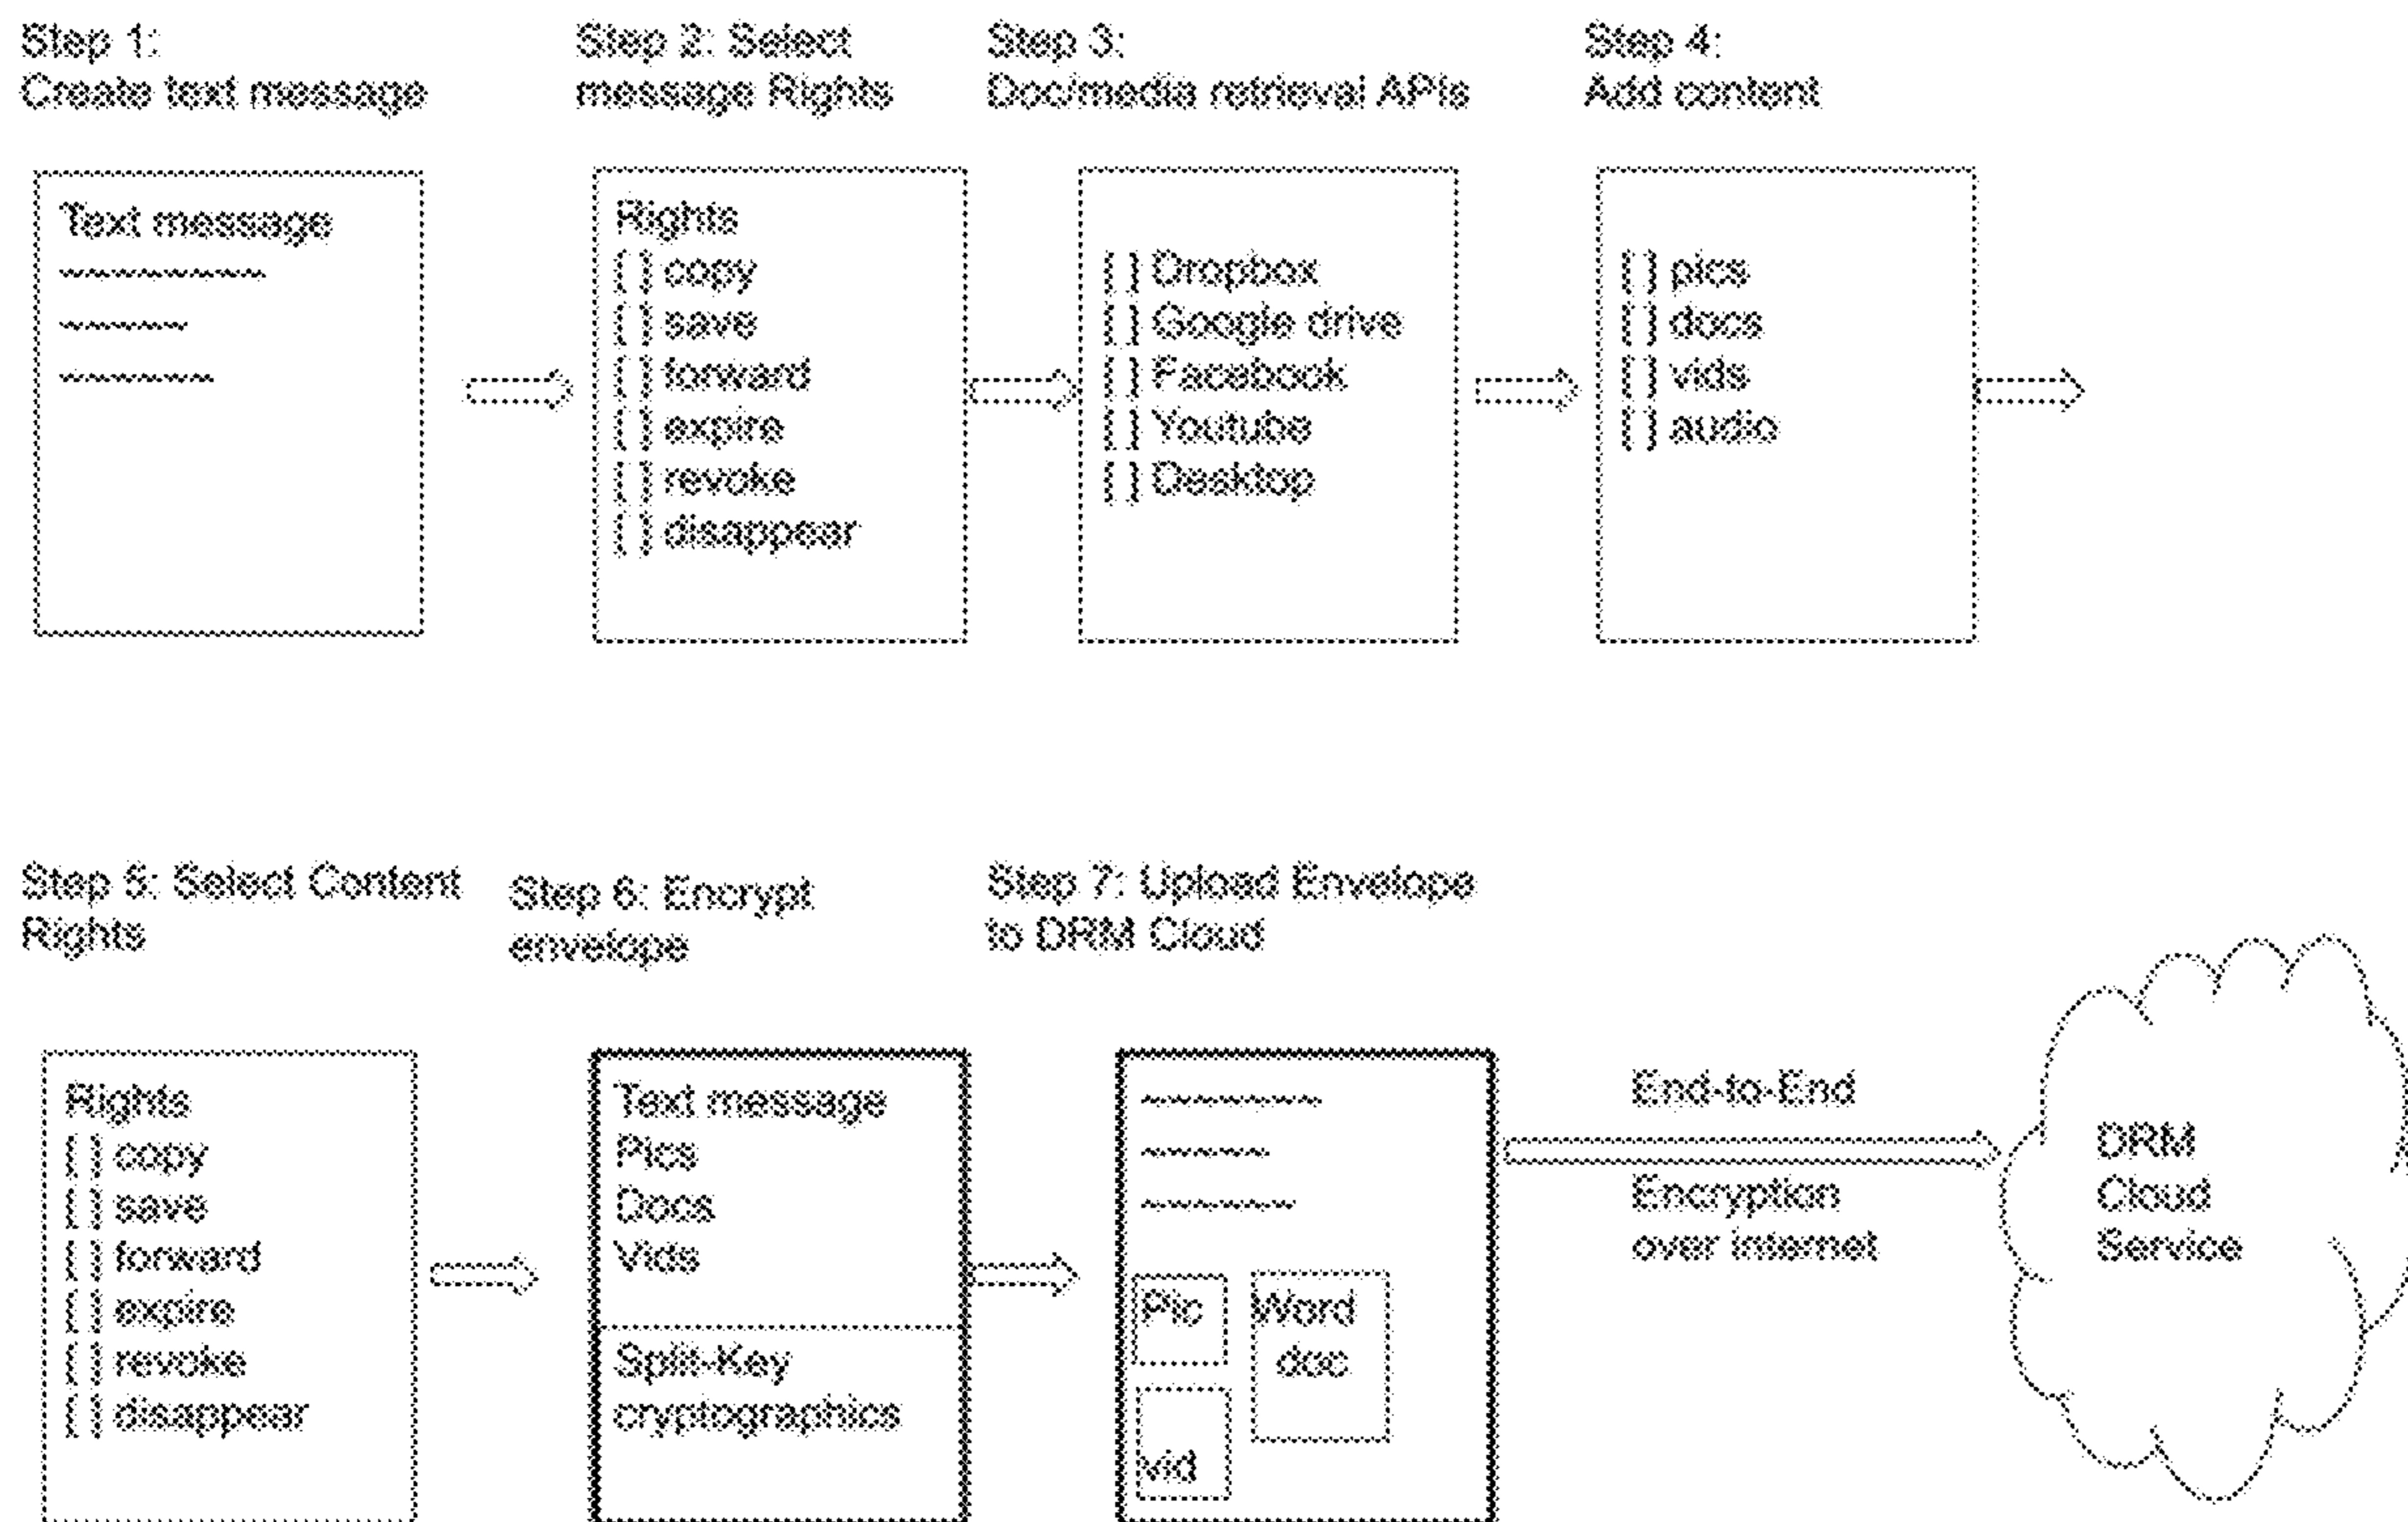 Step 1:
Create text message
Step 2: Select
message Rights
Step 3:
Doc/media retrieval APIs
Step 4:
Add content
Text message
Rights
[ ] copy
[ ] save
[ ] forward
[ ] expire
[ ] revoke
[ ] disappear
[ ] Dropbox
[ ] Google drive
[ ] Facebook
[ ] Youtube
[ ] Desktop
[ ] pics
[ ] docs
[ ] vids
[ ] audio
Step 5: Select Content
Rights
Step 6: Encrypt
envelope
Step 7: Upload Envelope
to DRM Cloud
Rights
[ ] copy
[ ] save
[ ] forward
[ ] expire
[ ] revoke
[ ] disappear
Text message
Pics
Docs
Vids
Split-Key
cryptographics
Pic
Word
doc
vid
End-to-End
Encryption
over internet
DRM
Cloud
Service